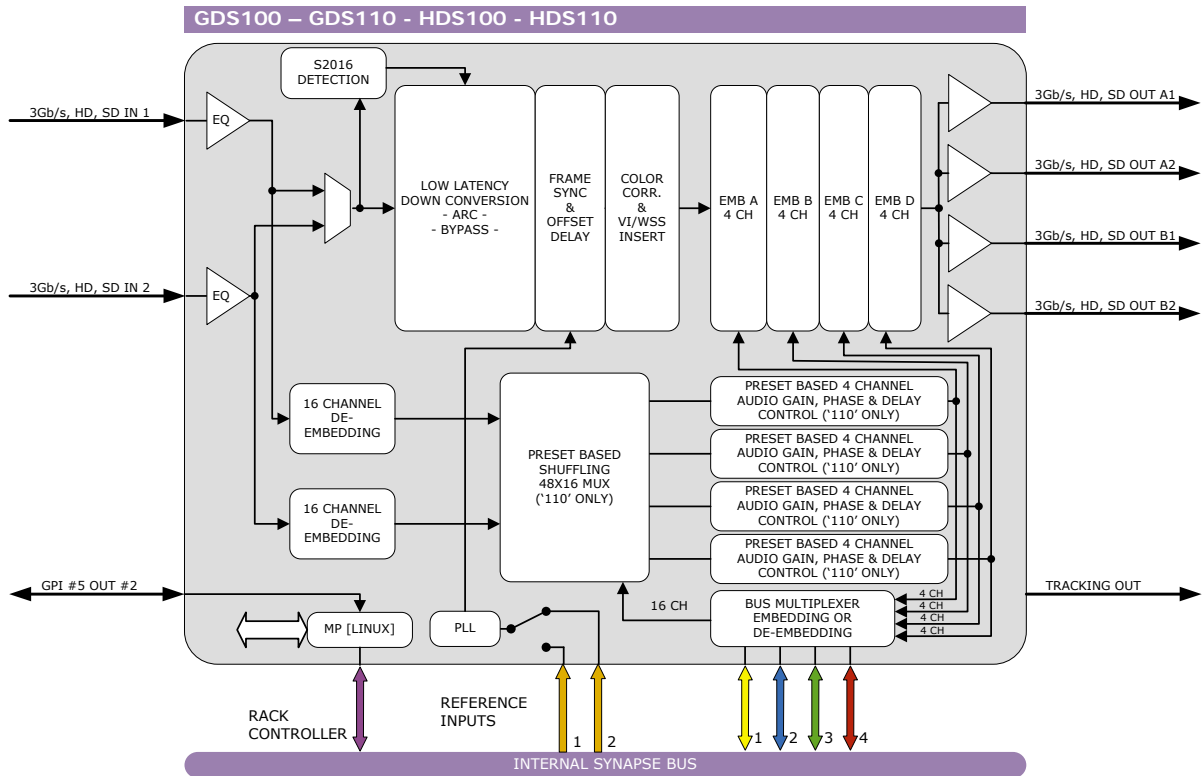 GDS100 – GDS110 - HDS100 - HDS110
S2016
DETECTION
3Gb/s, HD, SD IN 1
EQ
3Gb/s, HD, SD IN 2
EQ
LOW LATENCY
DOWN CONVERSION
- ARC -
- BYPASS -
FRAME
SYNC
&
OFFSET
DELAY
COLOR
CORR.
&
VI/WSS
INSERT
EMB A
4 CH
EMB B
4 CH
EMB C
4 CH
EMB D
4 CH
3Gb/s, HD, SD OUT A1
3Gb/s, HD, SD OUT A2
3Gb/s, HD, SD OUT B1
3Gb/s, HD, SD OUT B2
16 CHANNEL
DE-
EMBEDDING
16 CHANNEL
DE-
EMBEDDING
PRESET BASED
SHUFFLING
48X16 MUX
(‘110’ ONLY)
PRESET BASED 4 CHANNEL
AUDIO GAIN, PHASE & DELAY
CONTROL (‘110’ ONLY)
PRESET BASED 4 CHANNEL
AUDIO GAIN, PHASE & DELAY
CONTROL (‘110’ ONLY)
PRESET BASED 4 CHANNEL
AUDIO GAIN, PHASE & DELAY
CONTROL (‘110’ ONLY)
PRESET BASED 4 CHANNEL
AUDIO GAIN, PHASE & DELAY
CONTROL (‘110’ ONLY)
GPI #5 OUT #2
TRACKING OUT
MP [LINUX]
PLL
16 CH
BUS MULTIPLEXER
EMBEDDING OR
DE-EMBEDDING
4 CH
4 CH
4 CH
4 CH
RACK
CONTROLLER
REFERENCE
INPUTS
1
2
1
2
3
4
INTERNAL SYNAPSE BUS